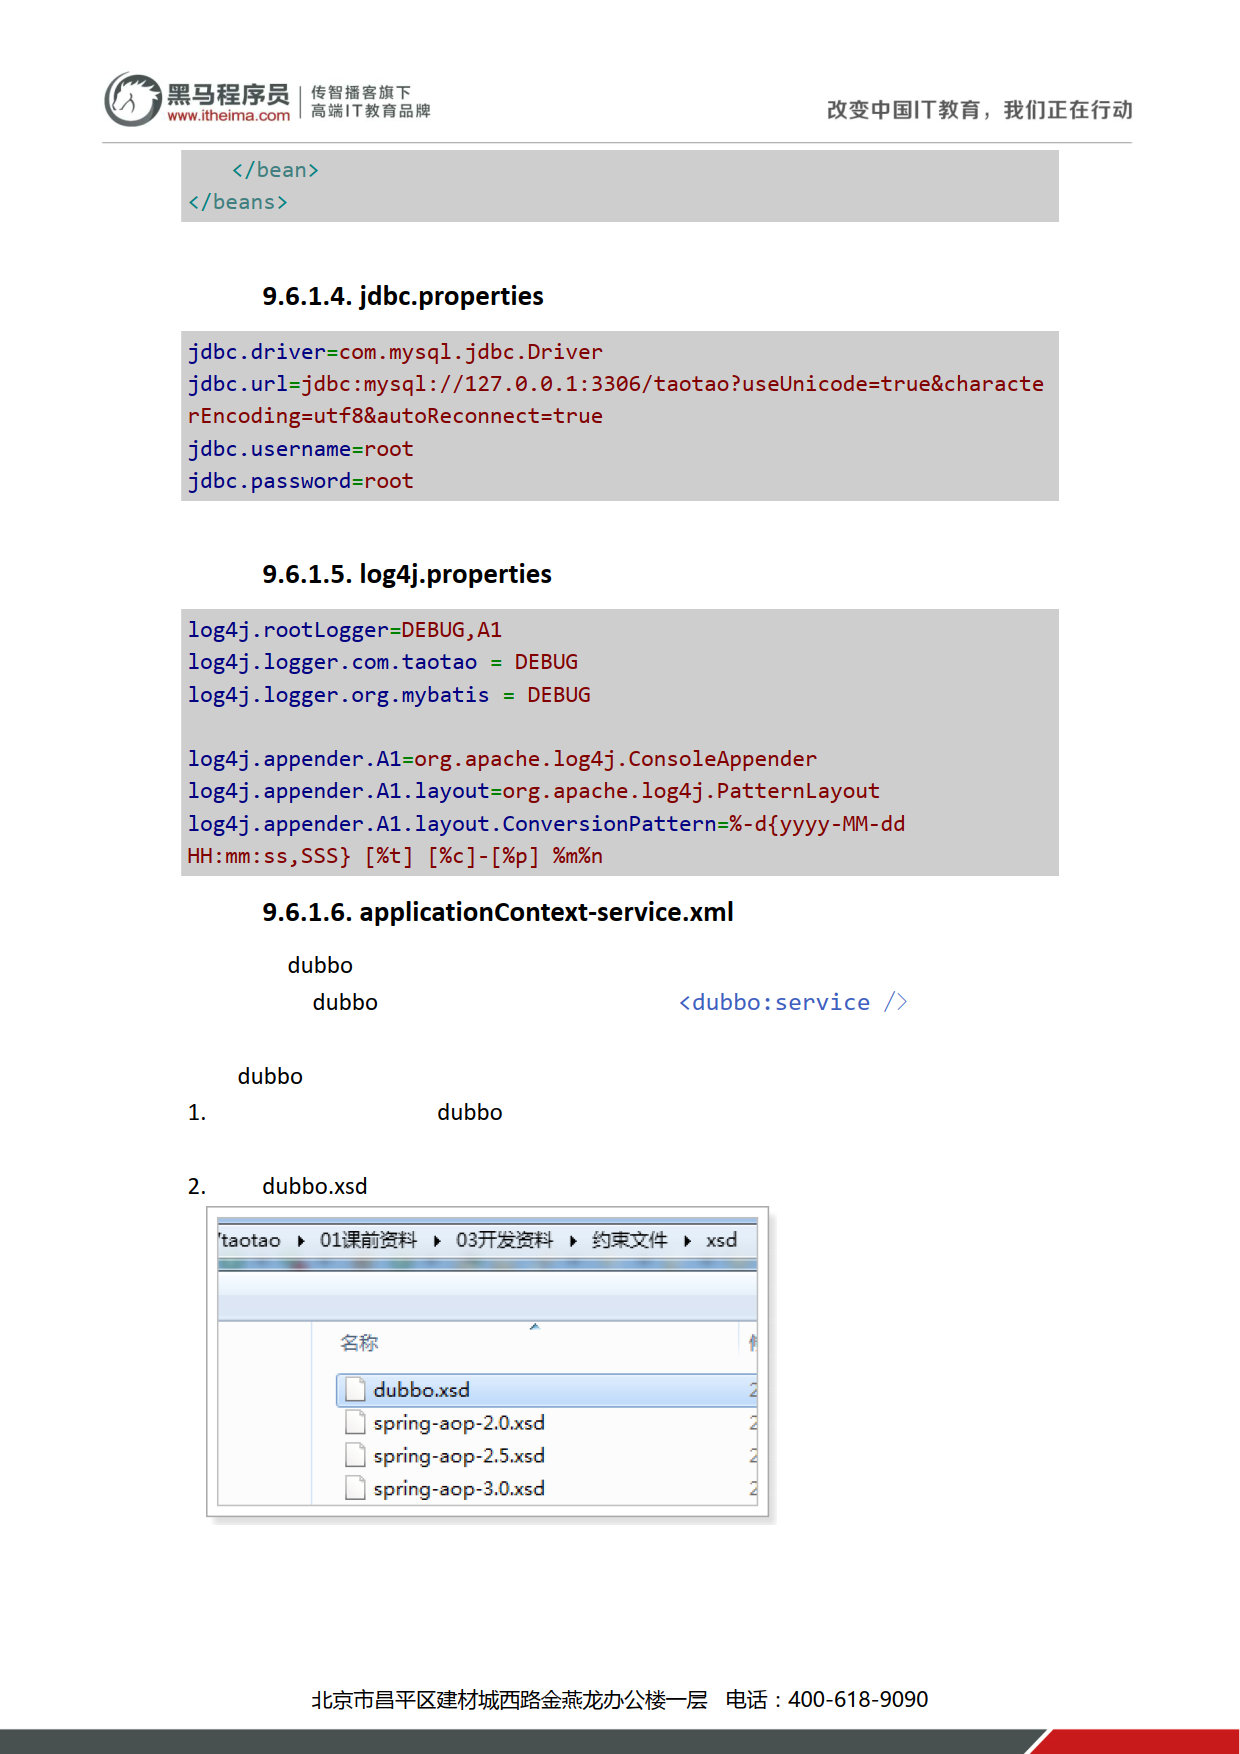 黑马程序员
www.itheima.com
传智播客旗下
高端IT教育品牌
改变中国IT教育，我们正在行动
</bean>
</beans>
9.6.1.4. jdbc.properties
jdbc.driver=com.mysql.jdbc.Driver
jdbc.url=jdbc:mysql://127.0.0.1:3306/taotao?useUnicode=true&characte
rEncoding=utf8&autoReconnect=true
jdbc.username=root
jdbc.password=root
9.6.1.5. log4j.properties
log4j.rootLogger=DEBUG,A1
log4j.logger.com.taotao = DEBUG
log4j.logger.org.mybatis = DEBUG
log4j.appender.A1=org.apache.log4j.ConsoleAppender
log4j.appender.A1.layout=org.apache.log4j.PatternLayout
log4j.appender.A1.layout.ConversionPattern=%-d{yyyy-MM-dd
HH:mm:ss,SSS} [%t] [%c]-[%p] %m%n
9.6.1.6. applicationContext-service.xml
dubbo
dubbo <dubbo:service />
dubbo
1. dubbo
2. dubbo.xsd
taotao 01课前资料 03开发资料 约束文件 xsd
名称
dubbo.xsd
spring-aop-2.0.xsd
spring-aop-2.5.xsd
spring-aop-3.0.xsd
北京市昌平区建材城西路金燕龙办公楼一层 电话：400-618-9090